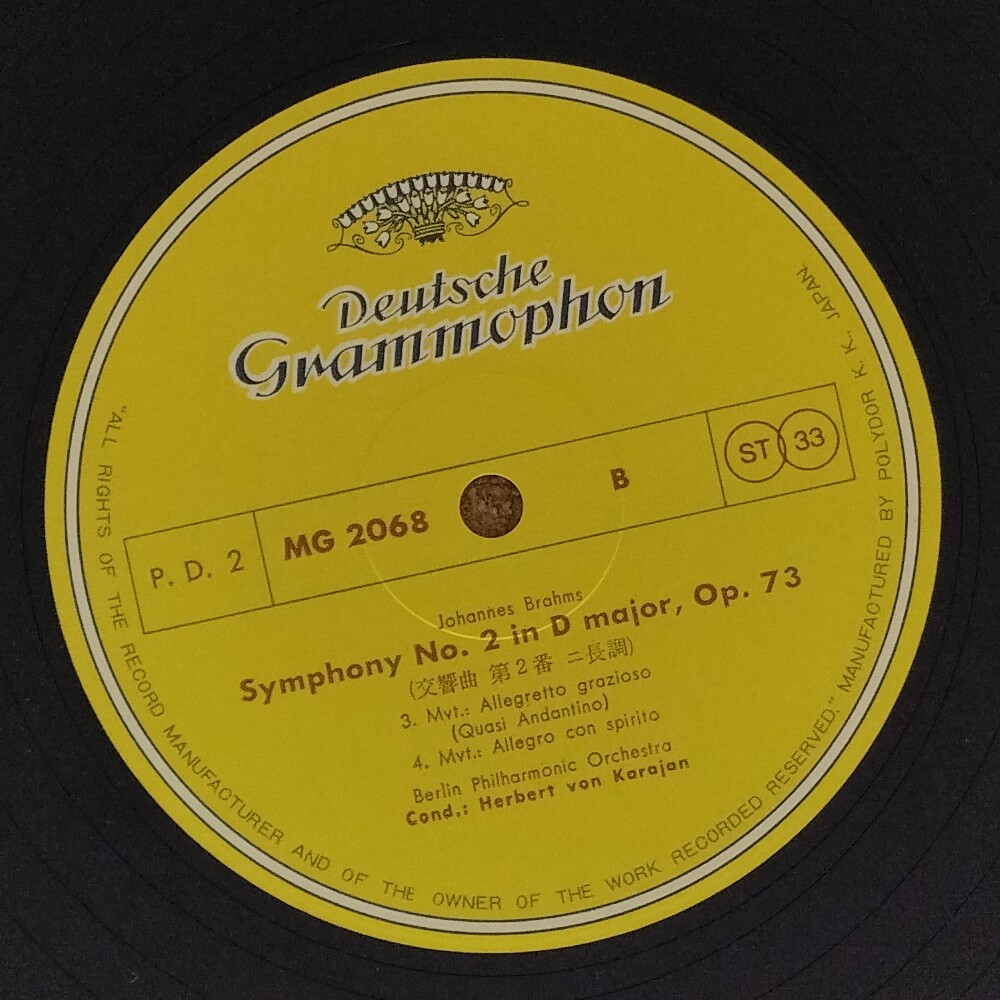 Deutsche
Grammophon
P. D. 2
MG 2068
B
ST 33
Johannes Brahms
Symphony No. 2 in D major, Op. 73
(交響曲 第2番 ニ長調)
3. Mvt.: Allegretto grazioso
(Quasi Andantino)
4. Mvt.: Allegro con spirito
Berlin Philharmonic Orchestra
Cond.: Herbert von Karajan
"ALL RIGHTS OF THE RECORD MANUFACTURER AND OF THE OWNER OF THE WORK RECORDED RESERVED." MANUFACTURED BY POLYDOR K. K., JAPAN.